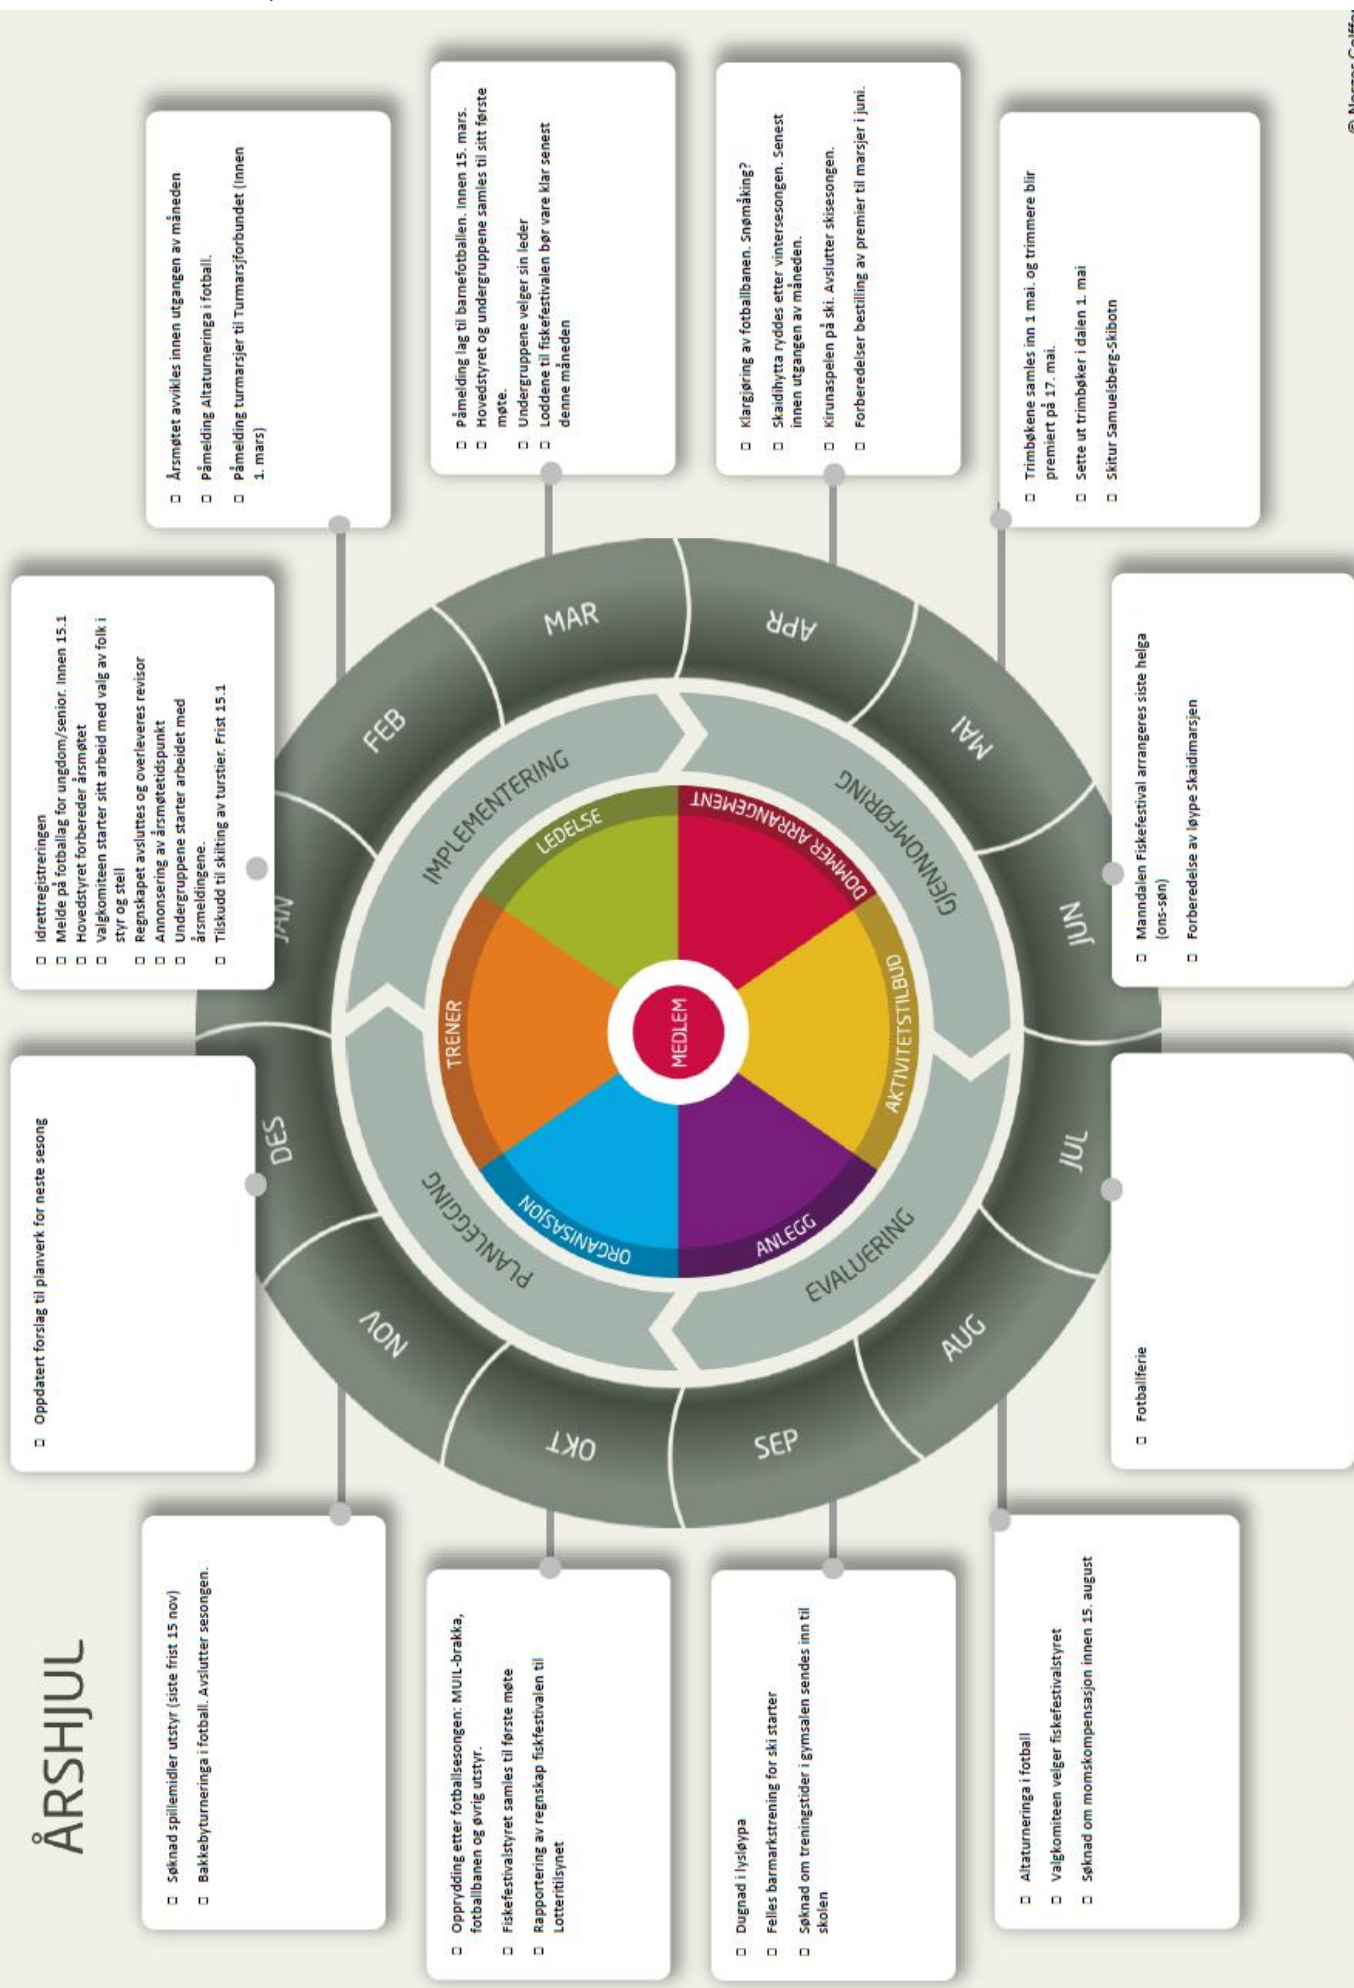 ÅRSHJUL
□ Idrettregistreringen
□ Melde på fotballag for ungdom/senior. Innen 15.1
□ Hovedstyret forbereder årsmøtet
□ Valgkomiteen starter sitt arbeid med valg av folk i
styr og stell
□ Regnskapet avsluttes og overleveres revisor
□ Annonsering av årsmøtetidspunkt
□ Undergruppene starter arbeidet med
årsmeldingene.
□ Tilskudd til skilting av turstier. Frist 15.1
□ Årsmøtet avvikles innen utgangen av måneden
□ Påmelding Altaturneringa i fotball.
□ Påmelding turmarsjer til Turmarsjforbundet (Innen
1. mars)
□ Påmelding lag til barnefotballen. Innen 15. mars.
□ Hovedstyret og undergruppene samles til sitt første
møte.
□ Undergruppene velger sin leder
□ Loddene til fiskefestivalen bør vare klar senest
denne måneden
□ Klargjøring av fotballbanen. Snømåking?
□ Skaidihytta ryddes etter vintersesongen. Senest
innen utgangen av måneden.
□ Kirunaspelen på ski. Avslutter skisesongen.
□ Forberedelser bestilling av premier til marsjer i juni.
□ Trimbøkene samles inn 1 mai. og trimmere blir
premiert på 17. mai.
□ Sette ut trimbøker i dalen 1. mai
□ Skitur Samuelsberg-Skibotn
□ Manndalen Fiskefestival arrangeres siste helga
(ons-søn)
□ Forberedelse av løype Skaidimarsjen
□ Fotballferie
□ Altaturneringa i fotball
□ Valgkomiteen velger fiskefestivalstyret
□ Søknad om momskompensasjon innen 15. august
□ Dugnad i lysløypa
□ Felles barmarkstrening for ski starter
□ Søknad om treningstider i gymsalen sendes inn til
skolen
□ Opprydding etter fotballsesongen: MUIL-brakka,
fotballbanen og øvrig utstyr.
□ Fiskefestivalstyret samles til første møte
□ Rapportering av regnskap fiskfestivalen til
Lotteritilsynet
□ Søknad spillemidler utstyr (siste frist 15 nov)
□ Bakkebyturneringa i fotball. Avslutter sesongen.
□ Oppdatert forslag til planverk for neste sesong
JAN
FEB
MAR
APR
MAI
JUN
JUL
AUG
SEP
OKT
NOV
DES
IMPLEMENTERING
GJENNOMFØRING
EVALUERING
PLANLEGGING
TRENER
LEDELSE
DOMMER ARRANGEMENT
AKTIVITETSTILBUD
ANLEGG
ORGANISASJON
MEDLEM